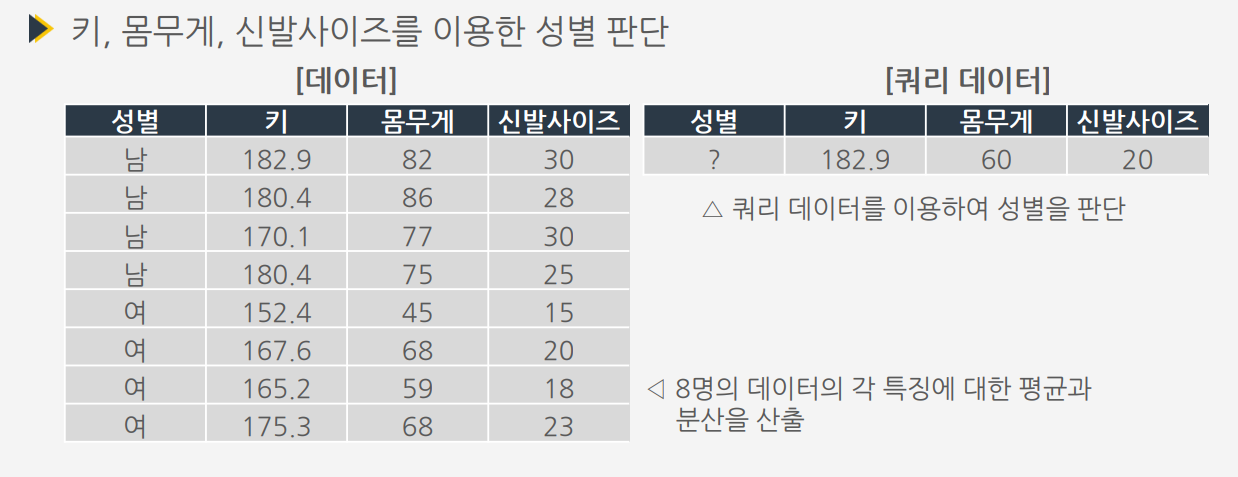 키, 몸무게, 신발사이즈를 이용한 성별 판단
[데이터]
성별 키 몸무게 신발사이즈
남 182.9 82 30
남 180.4 86 28
남 170.1 77 30
남 180.4 75 25
여 152.4 45 15
여 167.6 68 20
여 165.2 59 18
여 175.3 68 23
[쿼리 데이터]
성별 키 몸무게 신발사이즈
? 182.9 60 20
△ 쿼리 데이터를 이용하여 성별을 판단
◁ 8명의 데이터의 각 특징에 대한 평균과
분산을 산출